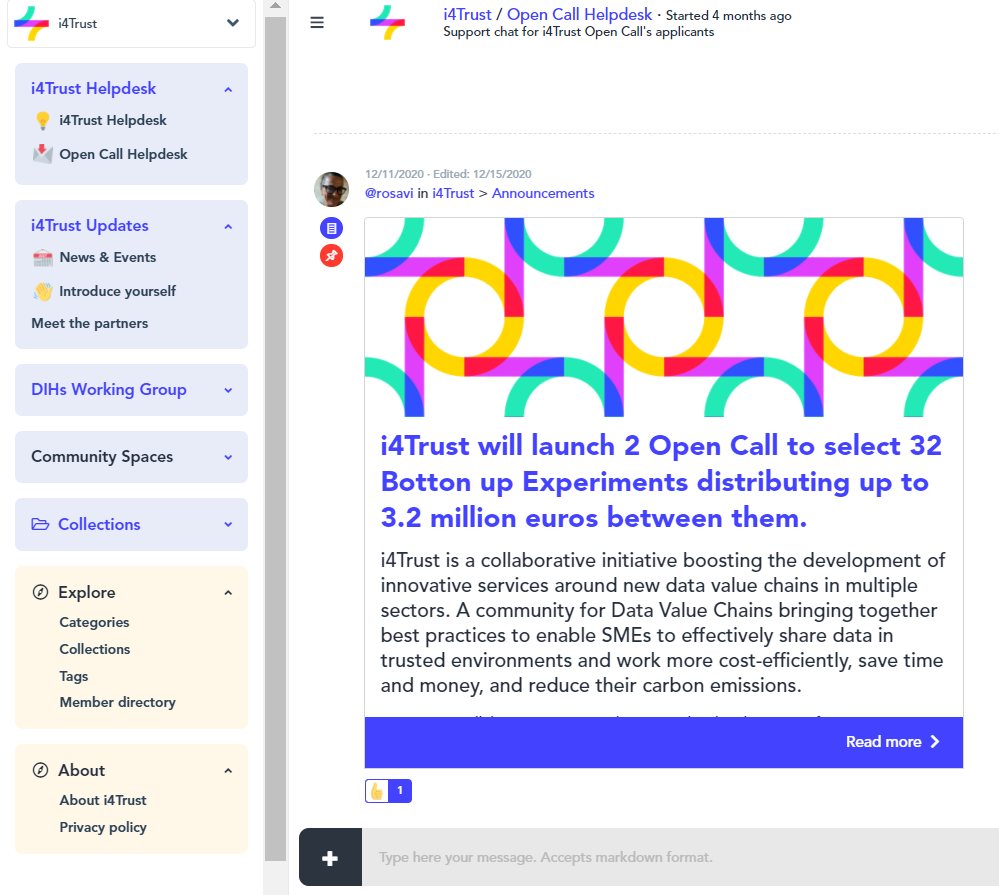 i4Trust
i4Trust Helpdesk
i4Trust Helpdesk
Open Call Helpdesk
i4Trust Updates
News & Events
Introduce yourself
Meet the partners
DIHs Working Group
Community Spaces
Collections
Explore
Categories
Collections
Tags
Member directory
About
About i4Trust
Privacy policy
i4Trust / Open Call Helpdesk · Started 4 months ago
Support chat for i4Trust Open Call's applicants
12/11/2020 · Edited: 12/15/2020
@rosavi in i4Trust > Announcements
i4Trust will launch 2 Open Call to select 32
Botton up Experiments distributing up to
3.2 million euros between them.
i4Trust is a collaborative initiative boosting the development of
innovative services around new data value chains in multiple
sectors. A community for Data Value Chains bringing together
best practices to enable SMEs to effectively share data in
trusted environments and work more cost-efficiently, save time
and money, and reduce their carbon emissions.
Read more
1
Type here your message. Accepts markdown format.